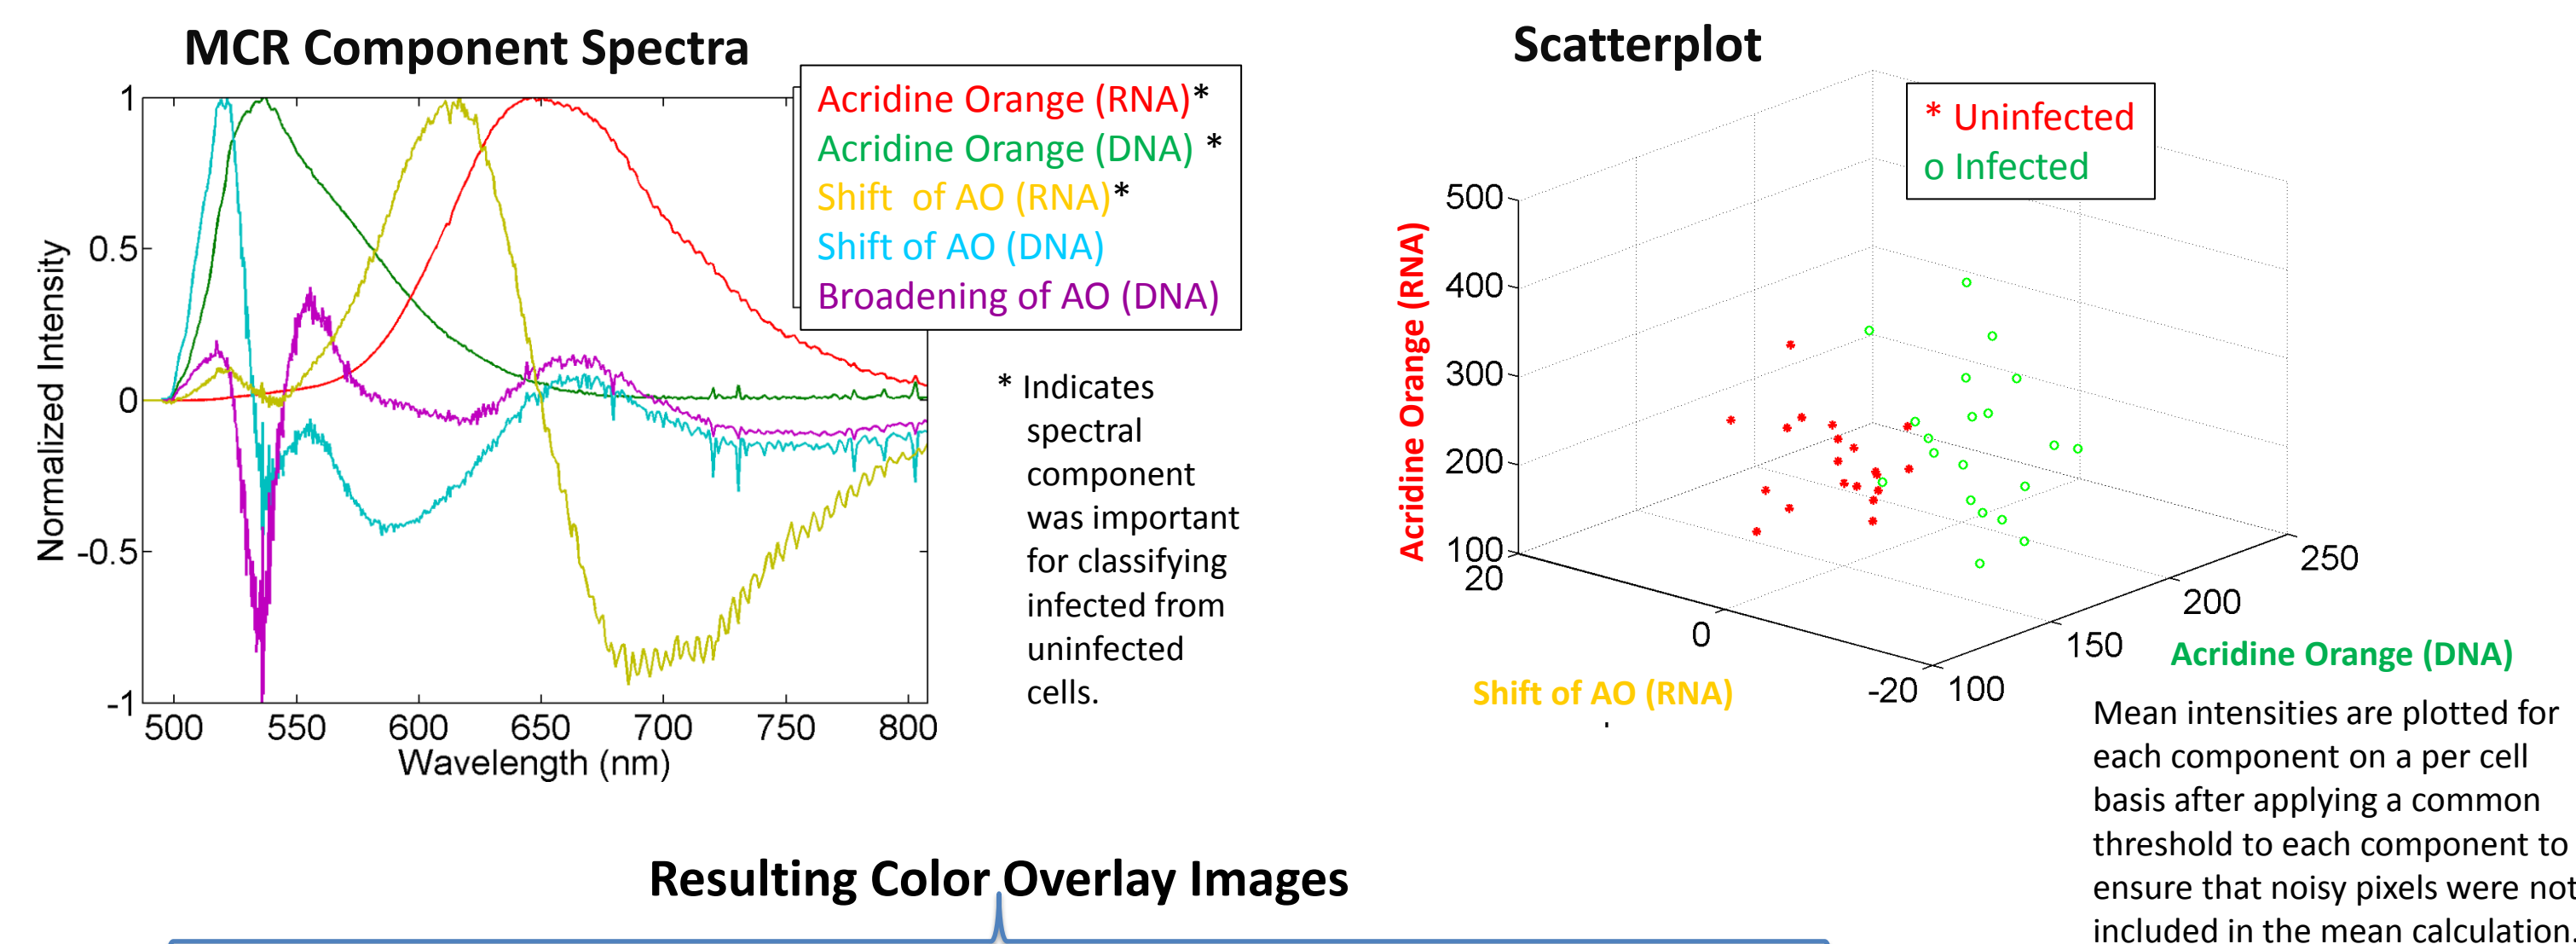 MCR Component Spectra
1
0.5
0
-0.5
-1
Normalized Intensity
500 550 600 650 700 750 800
Wavelength (nm)
Acridine Orange (RNA)*
Acridine Orange (DNA) *
Shift of AO (RNA)*
Shift of AO (DNA)
Broadening of AO (DNA)
* Indicates
spectral
component
was important
for classifying
infected from
uninfected
cells.
Scatterplot
* Uninfected
o Infected
500
400
300
200
100
Acridine Orange (RNA)
20
0
-20
Shift of AO (RNA)
100
150
200
250
Acridine Orange (DNA)
Mean intensities are plotted for
each component on a per cell
basis after applying a common
threshold to each component to
ensure that noisy pixels were not
included in the mean calculation.
Resulting Color Overlay Images